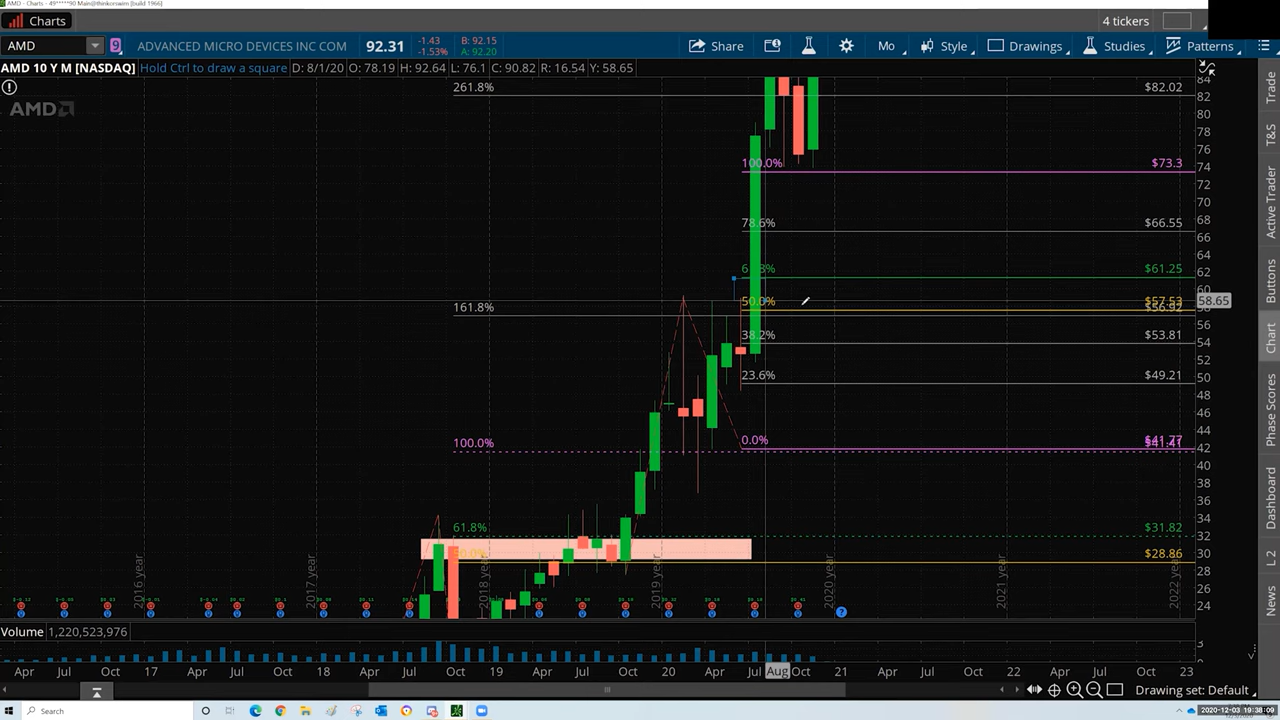 AMD - Charts - 49*****90 Main@thinkorswim [build 1966]
Charts
4 tickers
AMD
9
ADVANCED MICRO DEVICES INC COM
92.31
-1.43
-1.53%
B: 92.15
A: 92.20
Share
Mo
Style
Drawings
Studies
Patterns
AMD 10 Y M [NASDAQ]
Hold Ctrl to draw a square
D: 8/1/20
O: 78.19
H: 92.64
L: 76.1
C: 90.82
R: 16.54
Y: 58.65
AMD
261.8%
$82.02
100.0%
$73.3
78.6%
$66.55
$61.25
50.0%
$57.53
161.8%
$56.92
38.2%
$53.81
23.6%
$49.21
100.0%
0.0%
61.8%
$31.82
$28.86
84
82
80
78
76
74
72
70
68
66
64
62
60
58.65
56
54
52
50
48
46
44
42
40
38
36
34
32
30
28
26
24
2016 year
2017 year
2018 year
2019 year
2020 year
2021 year
2022 year
Volume
1,220,523,976
Apr
Jul
Oct
17
Apr
Jul
Oct
18
Apr
Jul
Oct
19
Apr
Jul
Oct
20
Apr
Jul
Aug
Oct
21
Apr
Jul
Oct
22
Apr
Jul
Oct
23
Drawing set: Default
Trade
T&S
Active Trader
Buttons
Chart
Phase Scores
Dashboard
L 2
News
Search
2020-12-03 19:38:09